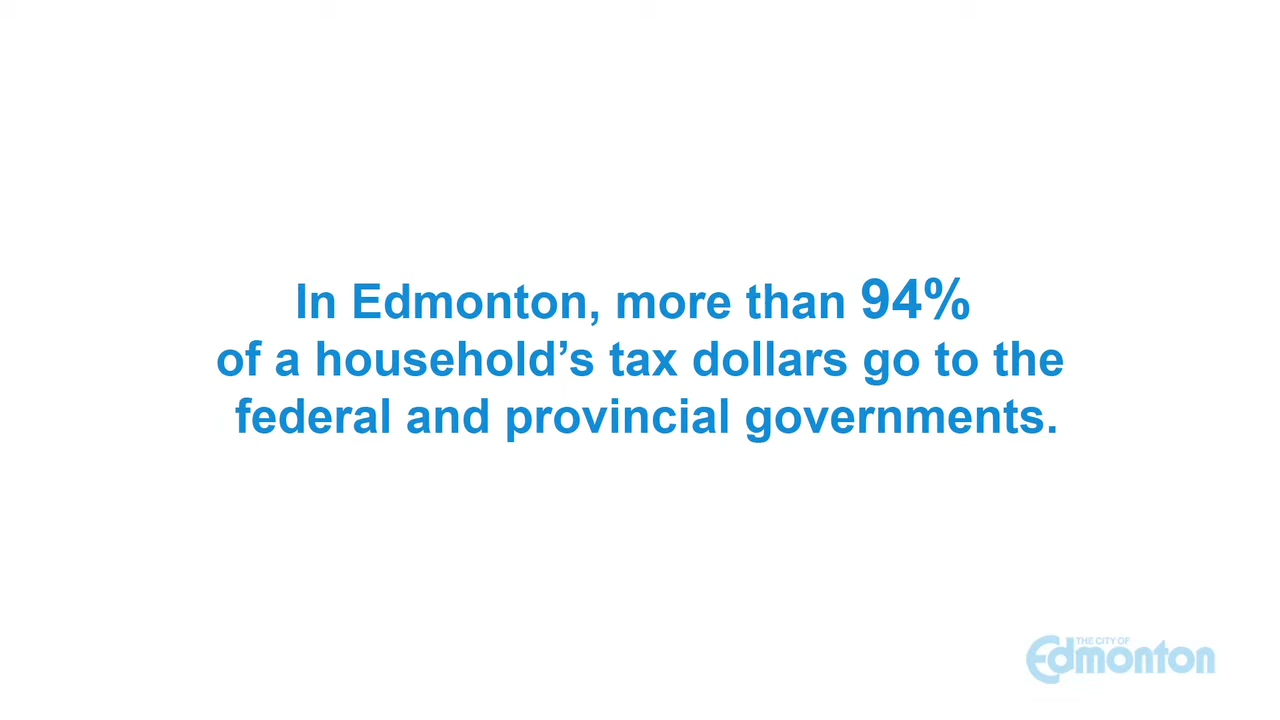 In Edmonton, more than 94%
of a household’s tax dollars go to the
federal and provincial governments.
THE CITY OF
Edmonton